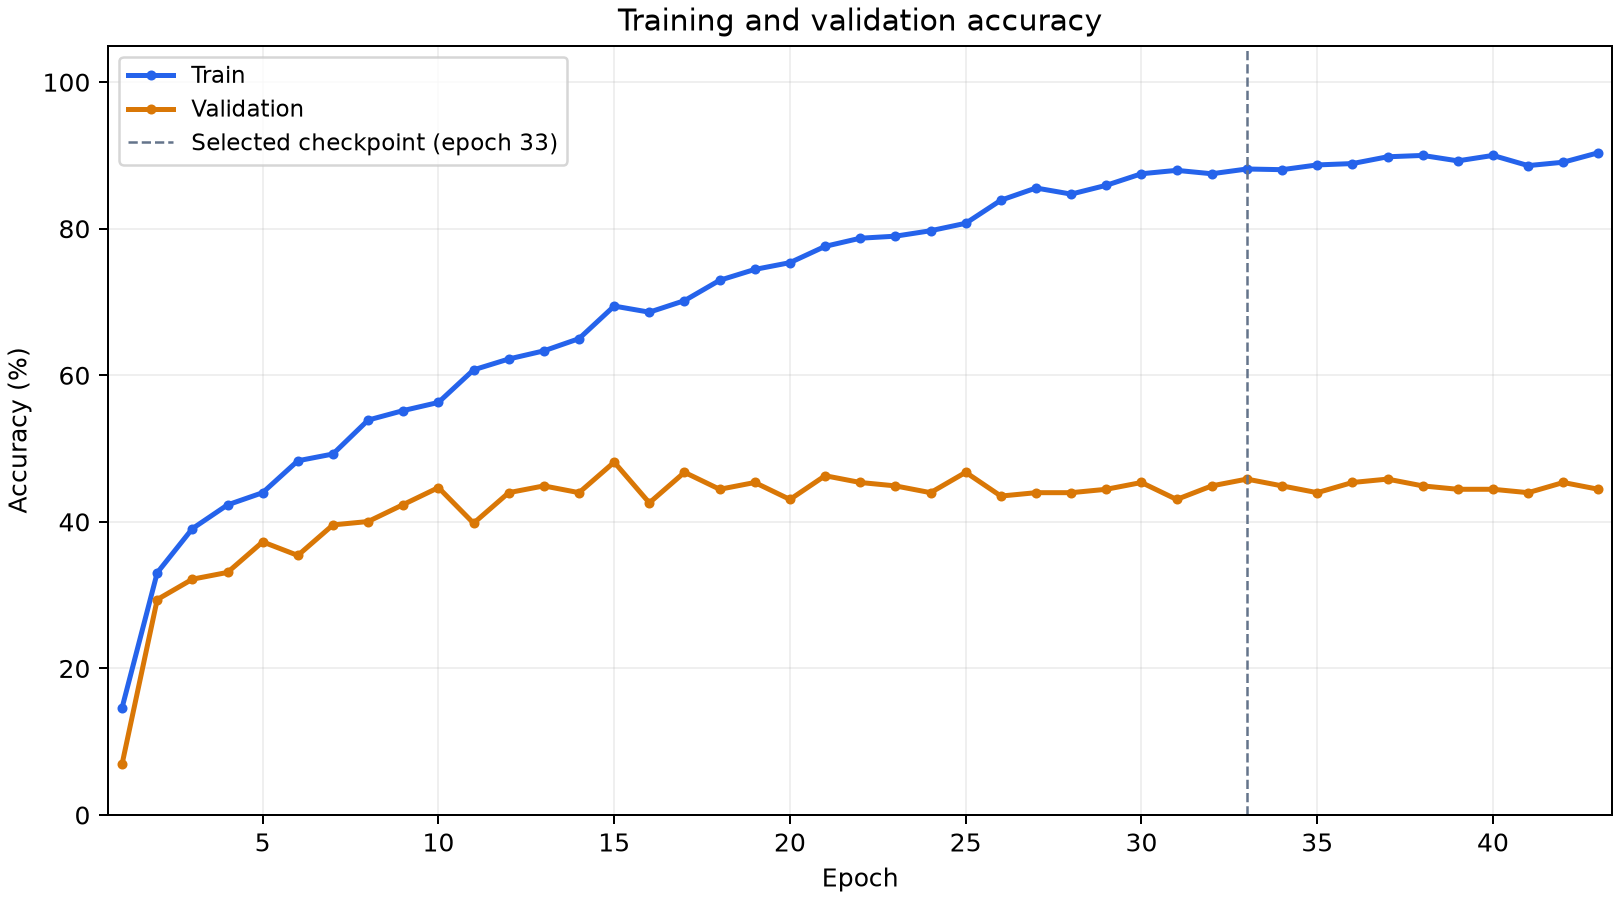 Training and validation accuracy
Train
Validation
Selected checkpoint (epoch 33)
Accuracy (%)
100
80
60
40
20
0
5 10 15 20 25 30 35 40
Epoch